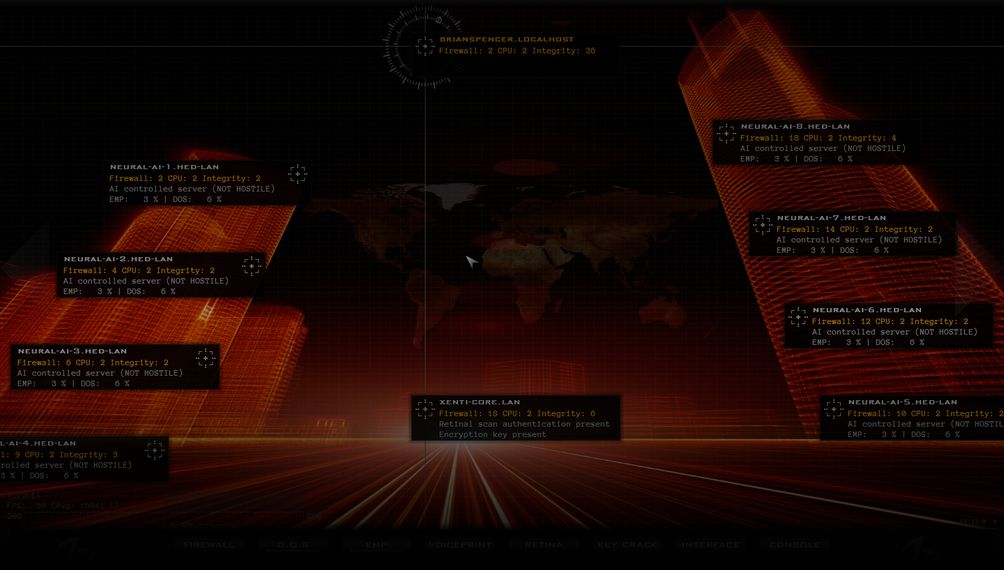 BRIANSPENCER.LOCALHOST
Firewall: 2 CPU: 2 Integrity: 36
NEURAL-AI-8.HED-LAN
Firewall: 18 CPU: 2 Integrity: 4
AI controlled server (NOT HOSTILE)
EMP: 3 % | DOS: 6 %
NEURAL-AI-1.HED-LAN
Firewall: 2 CPU: 2 Integrity: 2
AI controlled server (NOT HOSTILE)
EMP: 3 % | DOS: 6 %
NEURAL-AI-7.HED-LAN
Firewall: 14 CPU: 2 Integrity: 2
AI controlled server (NOT HOSTILE)
EMP: 3 % | DOS: 6 %
NEURAL-AI-2.HED-LAN
Firewall: 4 CPU: 2 Integrity: 2
AI controlled server (NOT HOSTILE)
EMP: 3 % | DOS: 6 %
NEURAL-AI-6.HED-LAN
Firewall: 12 CPU: 2 Integrity: 2
AI controlled server (NOT HOSTILE)
EMP: 3 % | DOS: 6 %
NEURAL-AI-3.HED-LAN
Firewall: 6 CPU: 2 Integrity: 2
AI controlled server (NOT HOSTILE)
EMP: 3 % | DOS: 6 %
XENTI-CORE.LAN
Firewall: 18 CPU: 2 Integrity: 6
Retinal scan authentication present
Encryption key present
NEURAL-AI-5.HED-LAN
Firewall: 10 CPU: 2 Integrity: 2
AI controlled server (NOT HOSTIL
EMP: 3 % | DOS: 6 %
L-AI-4.HED-LAN
l: 9 CPU: 2 Integrity: 3
rolled server (NOT HOSTILE)
3 % | DOS: 6 %
FIREWALL D.O.S EMP VOICEPRINT RETINA KEY CRACK INTERFACE CONSOLE